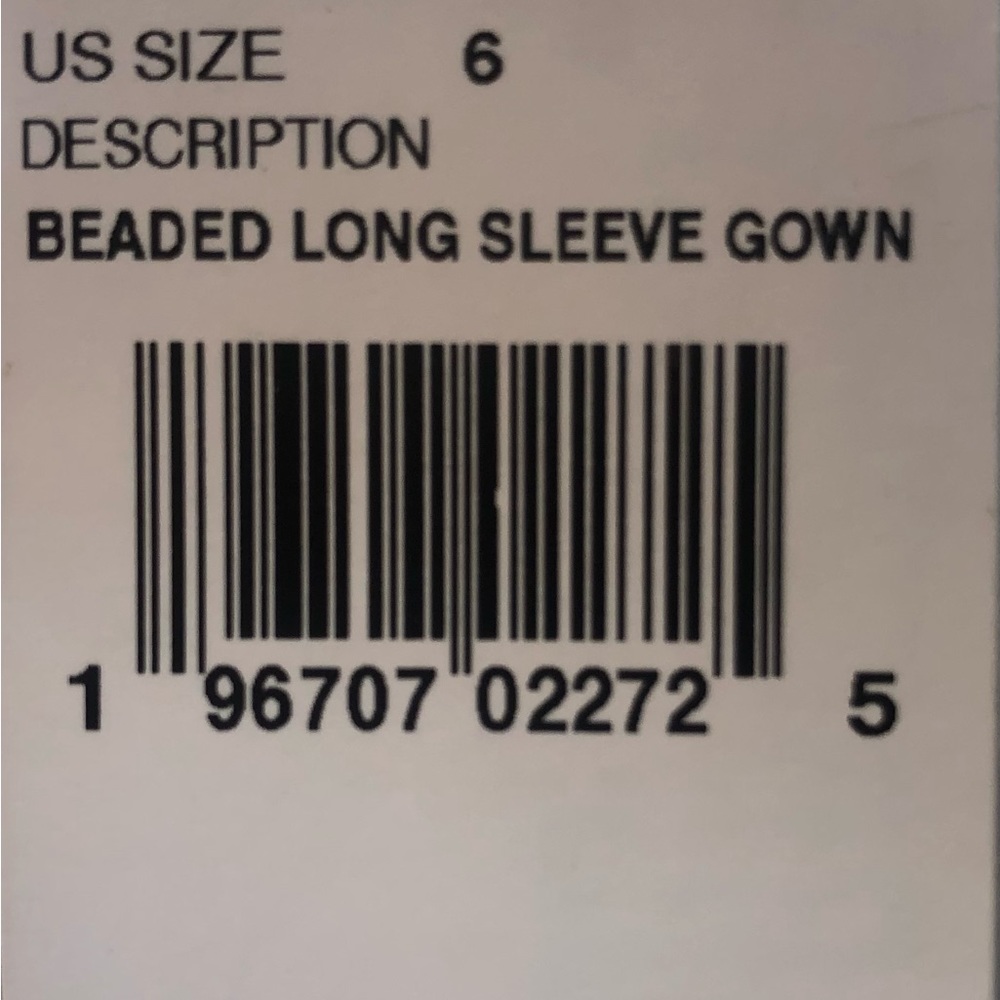 US SIZE 6
DESCRIPTION
BEADED LONG SLEEVE GOWN
1 96707 02272 5